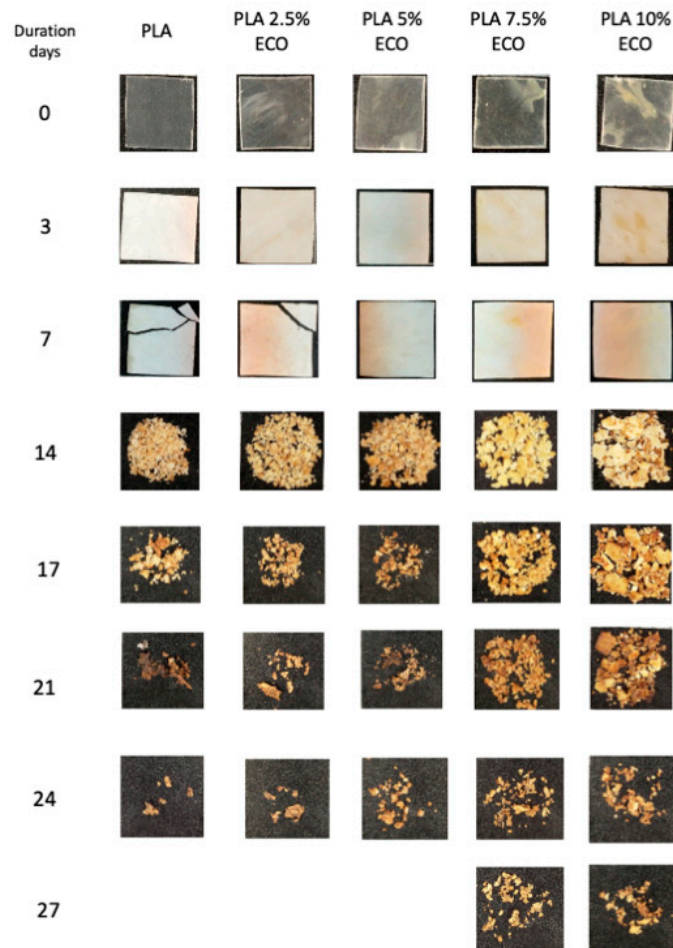 Duration
days
PLA
PLA 2.5%
ECO
PLA 5%
ECO
PLA 7.5%
ECO
PLA 10%
ECO
0
3
7
14
17
21
24
27